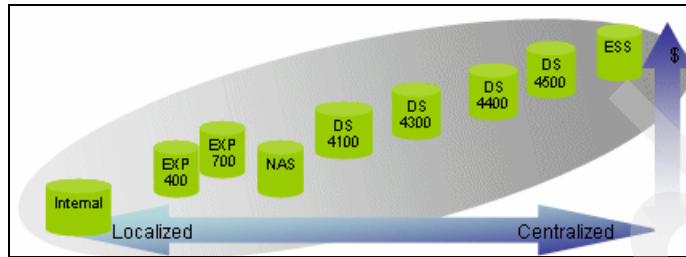 ESS
$
DS
4500
DS
4400
DS
4300
DS
4100
EXP
700
NAS
EXP
400
Internal
Localized
Centralized